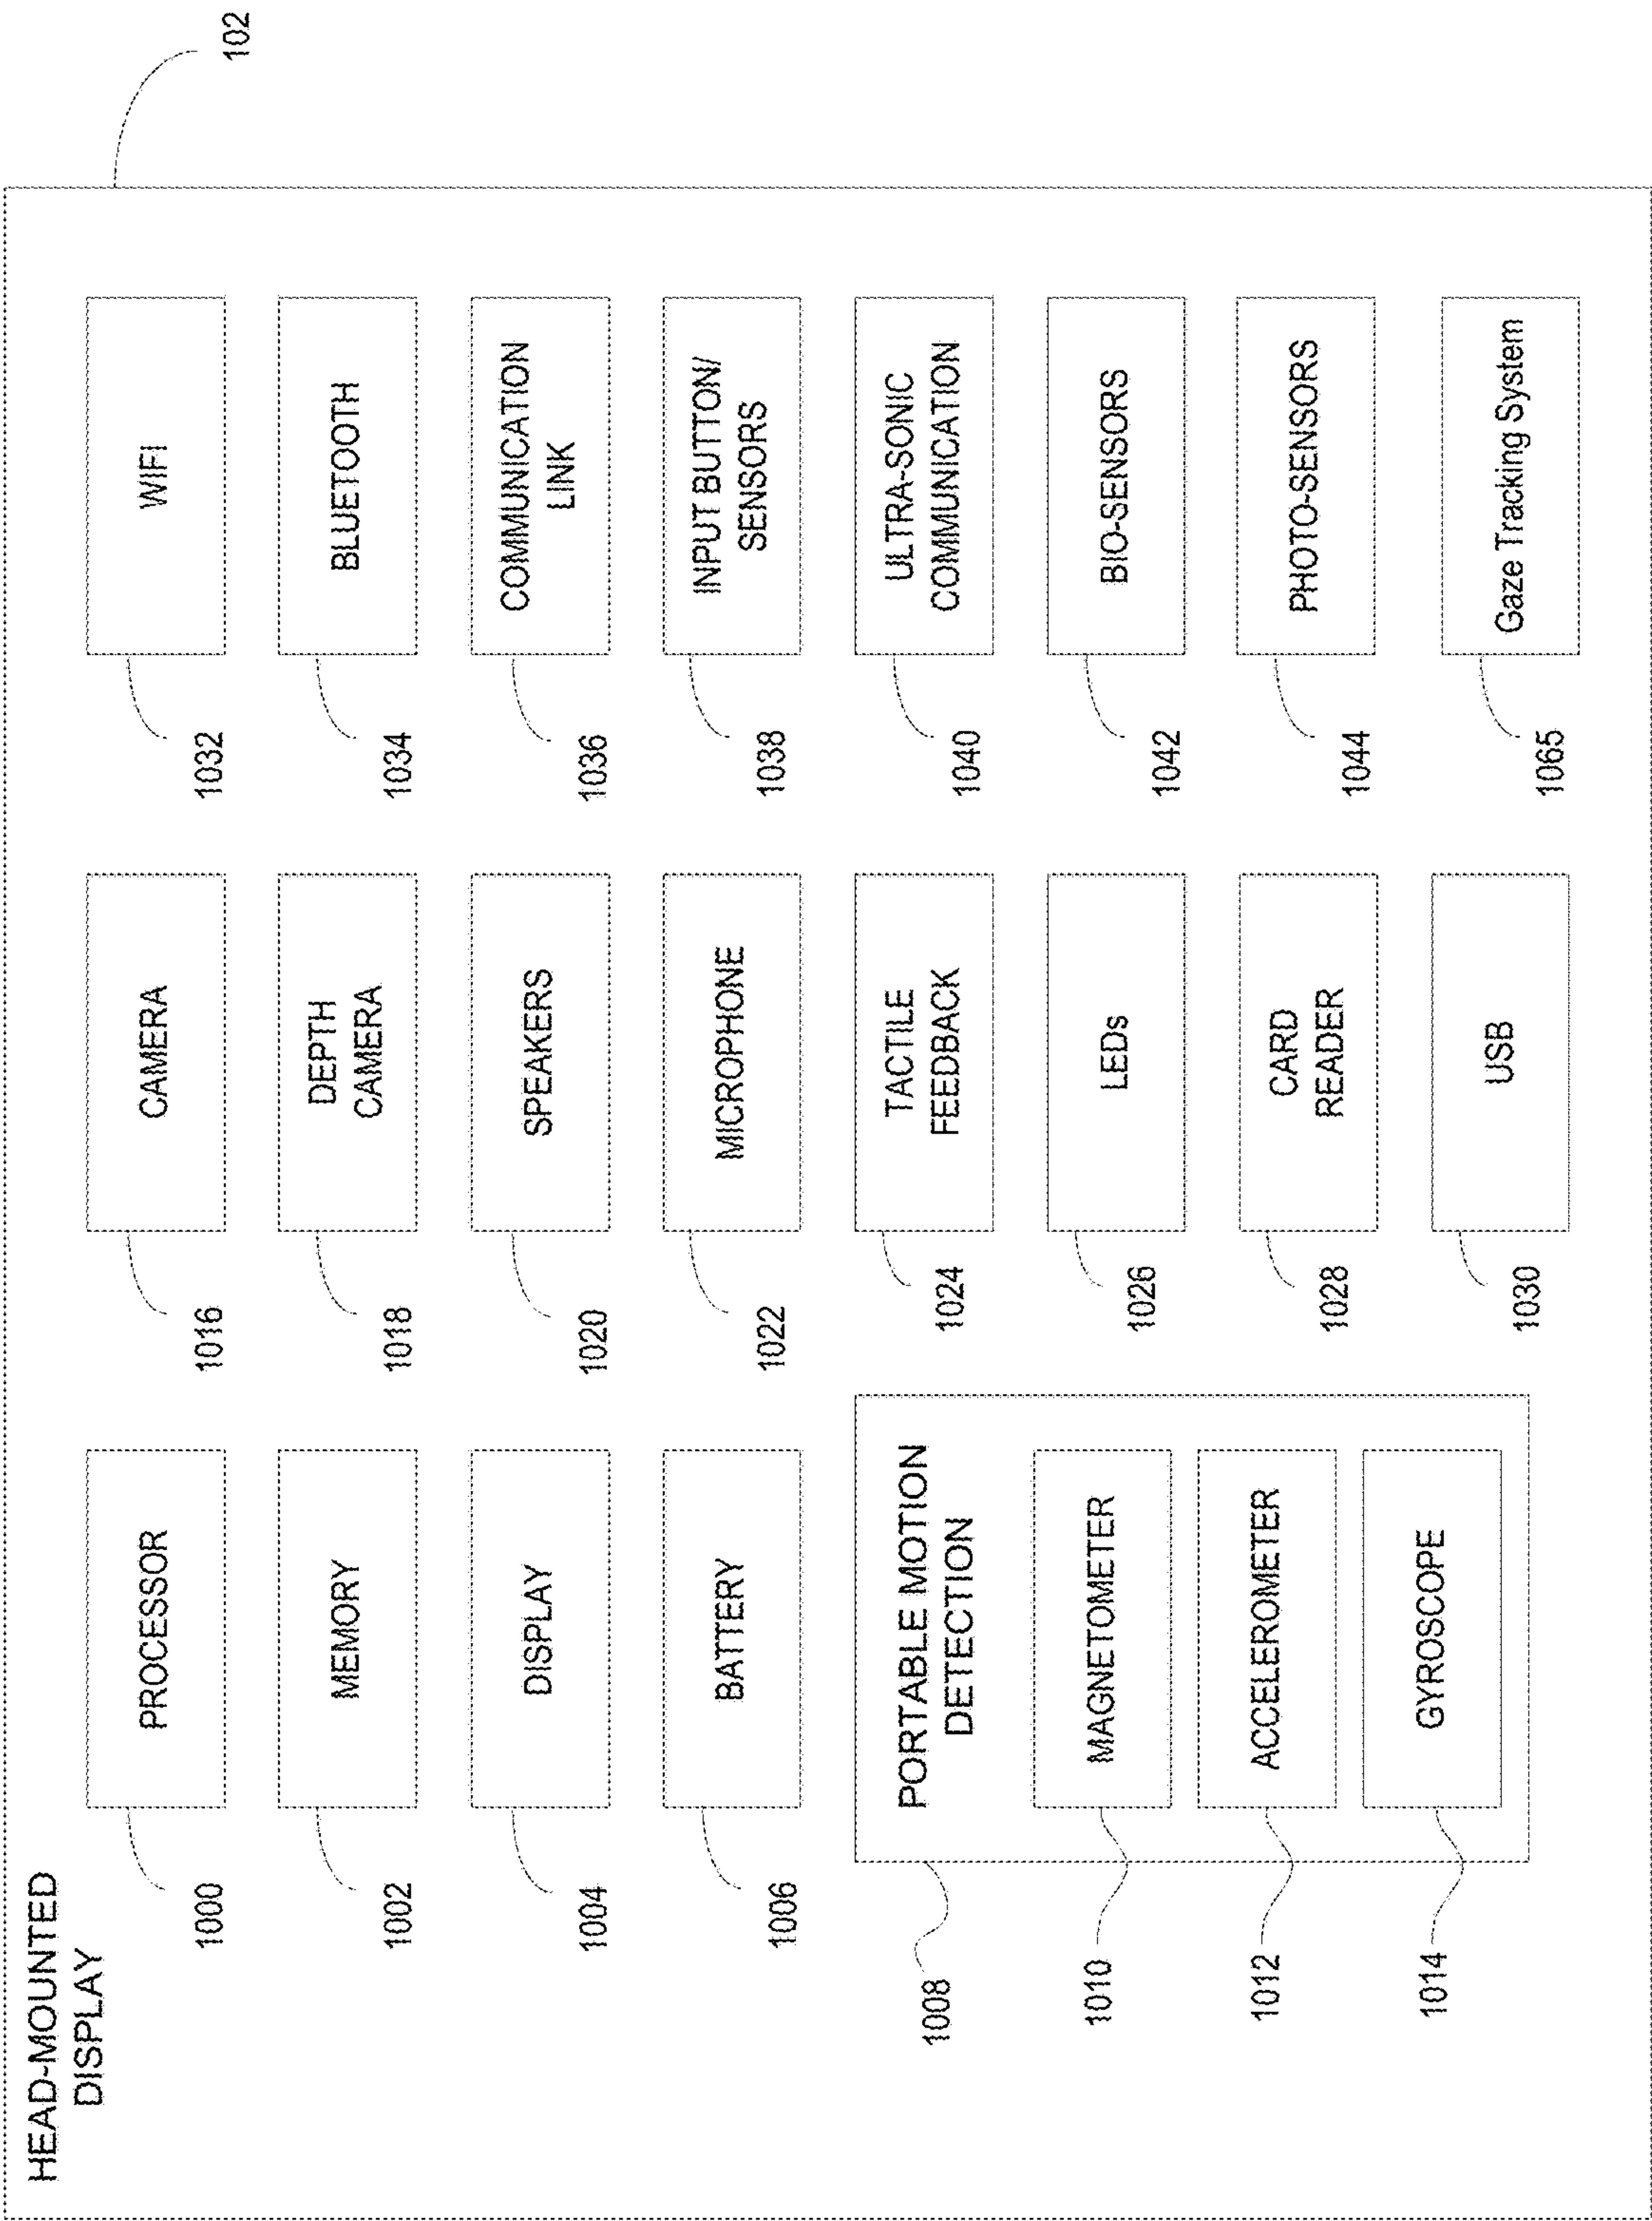 HEAD-MOUNTED
DISPLAY
102
1000
PROCESSOR
1002
MEMORY
1004
DISPLAY
1006
BATTERY
1008
PORTABLE MOTION
DETECTION
1010
MAGNETOMETER
1012
ACCELEROMETER
1014
GYROSCOPE
1016
CAMERA
1018
DEPTH
CAMERA
1020
SPEAKERS
1022
MICROPHONE
1024
TACTILE
FEEDBACK
1026
LEDs
1028
CARD
READER
1030
USB
1032
WIFI
1034
BLUETOOTH
1036
COMMUNICATION
LINK
1038
INPUT BUTTON/
SENSORS
1040
ULTRA-SONIC
COMMUNICATION
1042
BIO-SENSORS
1044
PHOTO-SENSORS
1065
Gaze Tracking System